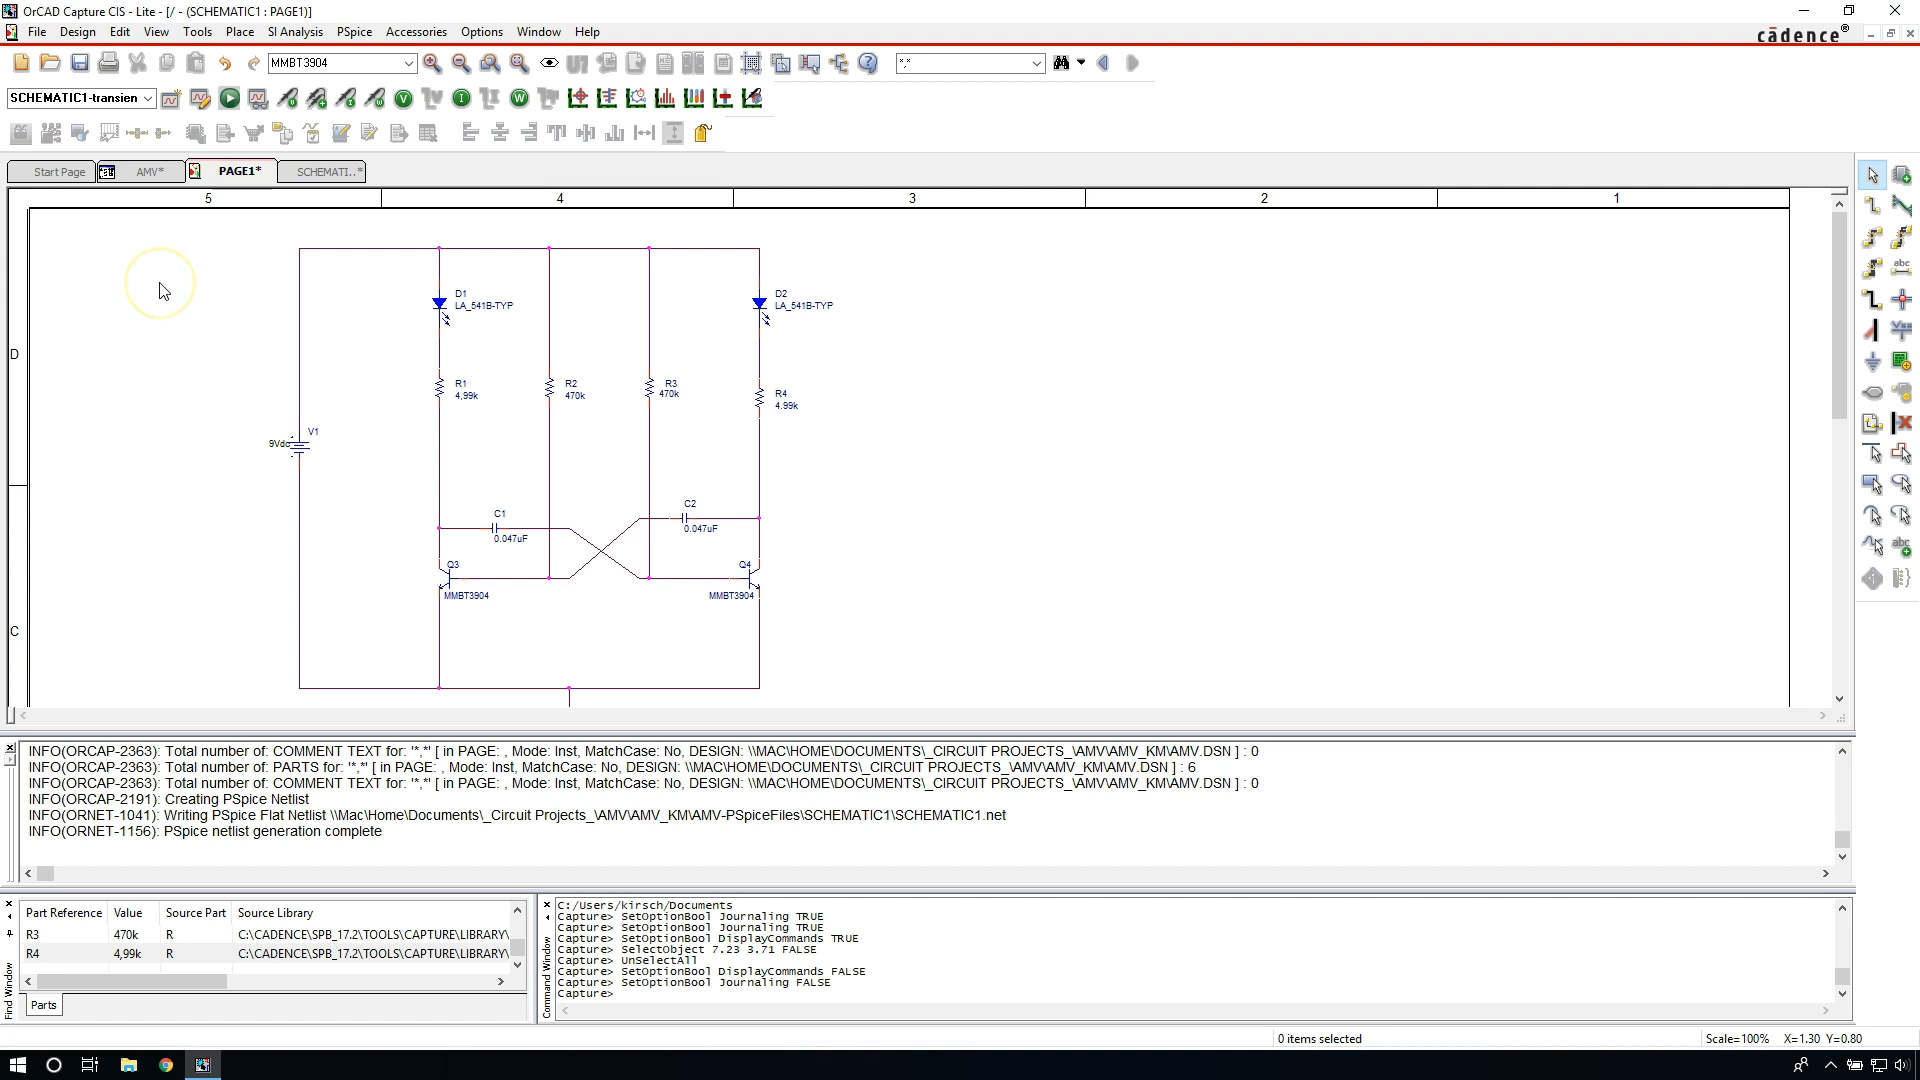 OrCAD Capture CIS - Lite - [/ - (SCHEMATIC1 : PAGE1)]
File Design Edit View Tools Place SI Analysis PSpice Accessories Options Window Help
cādence®
MMBT3904
*,*
SCHEMATIC1-transien
V I W
Start Page AMV* PAGE1* SCHEMATI..*
5 4 3 2 1
D1
LA_541B-TYP
D2
LA_541B-TYP
D
R1
4,99k
R2
470k
R3
470k
R4
4.99k
V1
9Vdc
C1
0.047uF
C2
0.047uF
Q3
MMBT3904
Q4
MMBT3904
C
INFO(ORCAP-2363): Total number of: COMMENT TEXT for: '*,*' [ in PAGE: , Mode: Inst, MatchCase: No, DESIGN: \\MAC\HOME\DOCUMENTS\_CIRCUIT PROJECTS_\AMV\AMV_KM\AMV.DSN ] : 0
INFO(ORCAP-2363): Total number of: PARTS for: '*,*' [ in PAGE: , Mode: Inst, MatchCase: No, DESIGN: \\MAC\HOME\DOCUMENTS\_CIRCUIT PROJECTS_\AMV\AMV_KM\AMV.DSN ] : 6
INFO(ORCAP-2363): Total number of: COMMENT TEXT for: '*,*' [ in PAGE: , Mode: Inst, MatchCase: No, DESIGN: \\MAC\HOME\DOCUMENTS\_CIRCUIT PROJECTS_\AMV\AMV_KM\AMV.DSN ] : 0
INFO(ORCAP-2191): Creating PSpice Netlist
INFO(ORNET-1041): Writing PSpice Flat Netlist \\Mac\Home\Documents\_Circuit Projects_\AMV\AMV_KM\AMV-PSpiceFiles\SCHEMATIC1\SCHEMATIC1.net
INFO(ORNET-1156): PSpice netlist generation complete
Part Reference Value Source Part Source Library
R3 470k R C:\CADENCE\SPB_17.2\TOOLS\CAPTURE\LIBRARY\
R4 4,99k R C:\CADENCE\SPB_17.2\TOOLS\CAPTURE\LIBRARY\
Parts
Find Window
Command Window
C:/Users/kirsch/Documents
Capture> SetOptionBool Journaling TRUE
Capture> SetOptionBool Journaling TRUE
Capture> SetOptionBool DisplayCommands TRUE
Capture> SelectObject 7.23 3.71 FALSE
Capture> UnSelectAll
Capture> SetOptionBool DisplayCommands FALSE
Capture> SetOptionBool Journaling FALSE
Capture>
0 items selected
Scale=100% X=1.30 Y=0.80